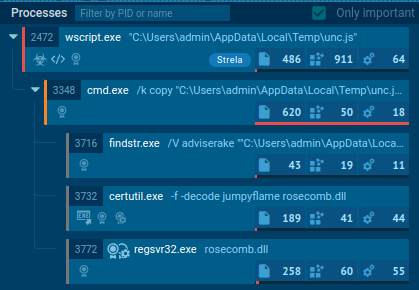 Processes Filter by PID or name Only important
2472 wscript.exe "C:\Users\admin\AppData\Local\Temp\unc.js"
Strela 486 911 64
3348 cmd.exe /k copy "C:\Users\admin\AppData\Local\Temp\unc.j...
620 50 18
3716 findstr.exe /V adviserake ""C:\Users\admin\AppData\Loca...
43 19 11
3732 certutil.exe -f -decode jumpyflame rosecomb.dll
EXE 189 41 44
3772 regsvr32.exe rosecomb.dll
258 60 55